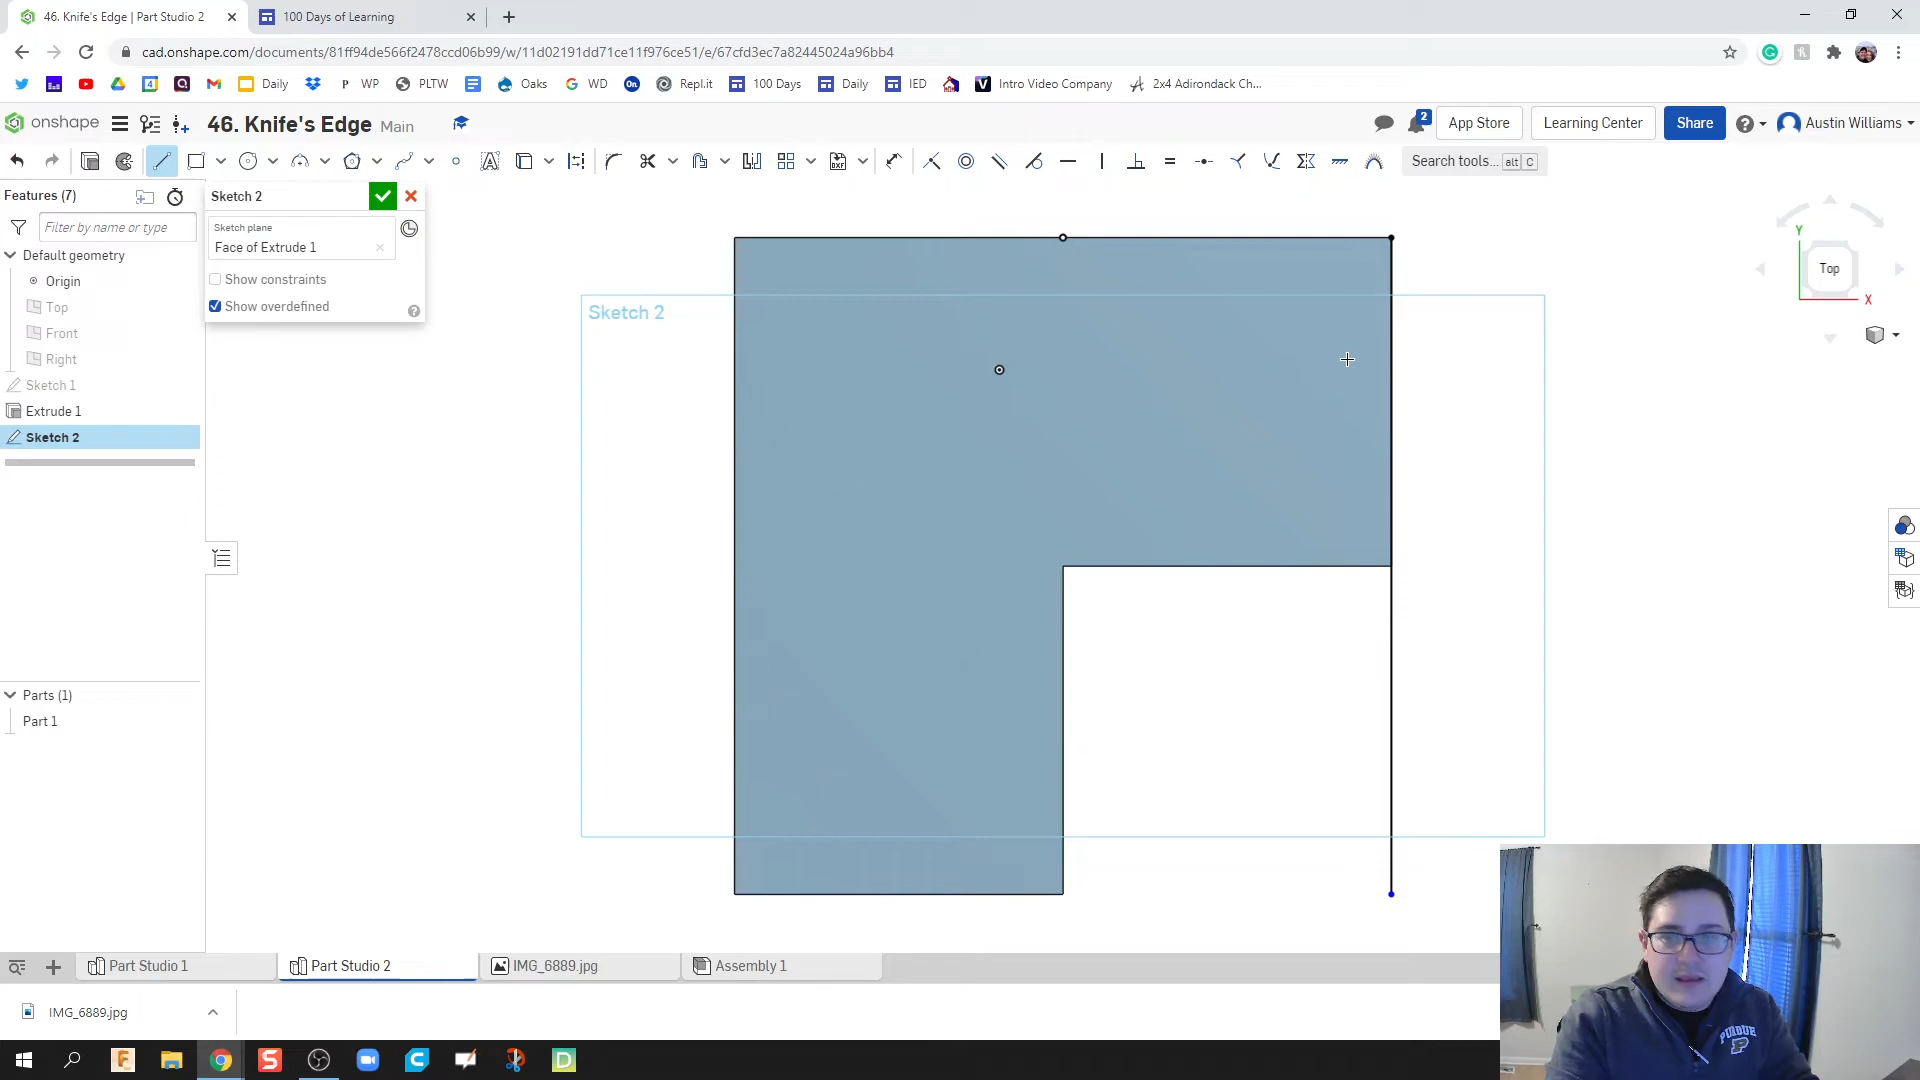 46. Knife's Edge | Part Studio 2
100 Days of Learning
cad.onshape.com/documents/81ff94de566f2478ccd06b99/w/11d02191dd71ce11f976ce51/e/67cfd3ec7a82445024a96bb4
Daily
P WP
PLTW
Oaks
G WD
On
Repl.it
100 Days
Daily
IED
Intro Video Company
2x4 Adirondack Ch...
onshape
46. Knife's Edge Main
2
App Store
Learning Center
Share
Austin Williams
Search tools... alt C
Features (7)
Filter by name or type
Default geometry
Origin
Top
Front
Right
Sketch 1
Extrude 1
Sketch 2
Sketch 2
Sketch plane
Face of Extrude 1
Show constraints
Show overdefined
Sketch 2
Y
Top
X
Parts (1)
Part 1
Part Studio 1
Part Studio 2
IMG_6889.jpg
Assembly 1
IMG_6889.jpg
PURDUE
P